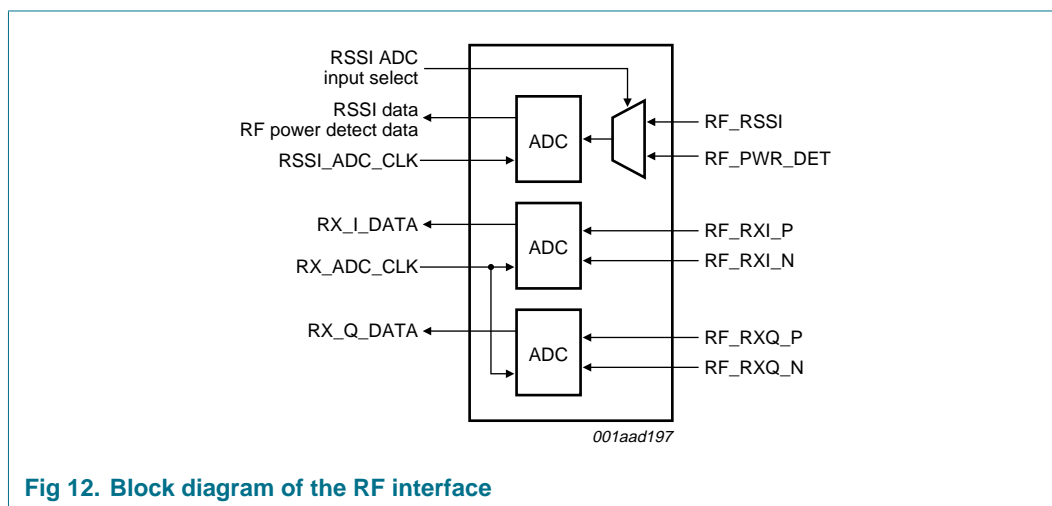 RSSI ADC
input select
RSSI data
RF power detect data
RSSI_ADC_CLK
ADC
RF_RSSI
RF_PWR_DET
RX_I_DATA
RX_ADC_CLK
ADC
RF_RXI_P
RF_RXI_N
RX_Q_DATA
ADC
RF_RXQ_P
RF_RXQ_N
001aad197
Fig 12. Block diagram of the RF interface